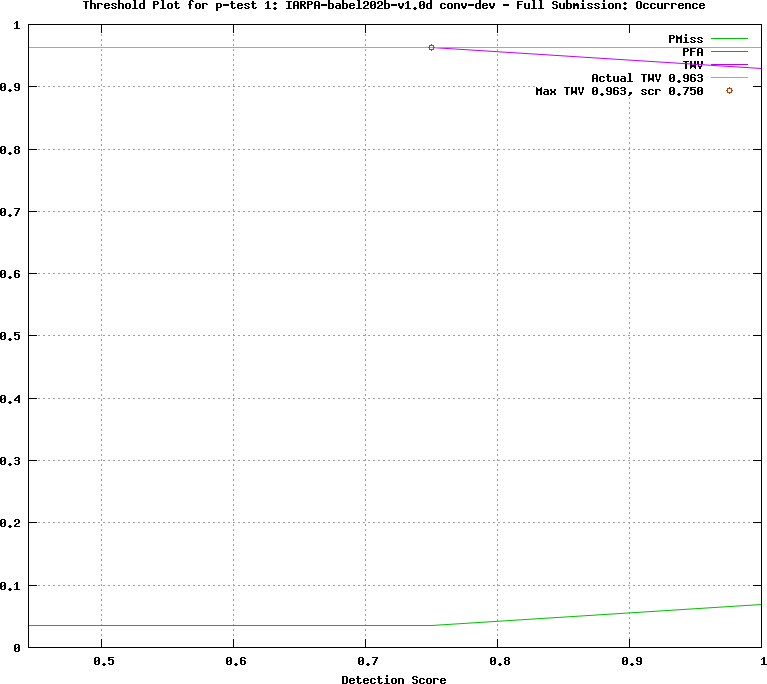 Threshold Plot for p-test 1: IARPA-babel202b-v1.0d conv-dev - Full Submission: Occurrence
1
0.9
0.8
0.7
0.6
0.5
0.4
0.3
0.2
0.1
0
PMiss
PFA
TWV
Actual TWV 0.963
Max TWV 0.963, scr 0.750
0.5 0.6 0.7 0.8 0.9 1
Detection Score